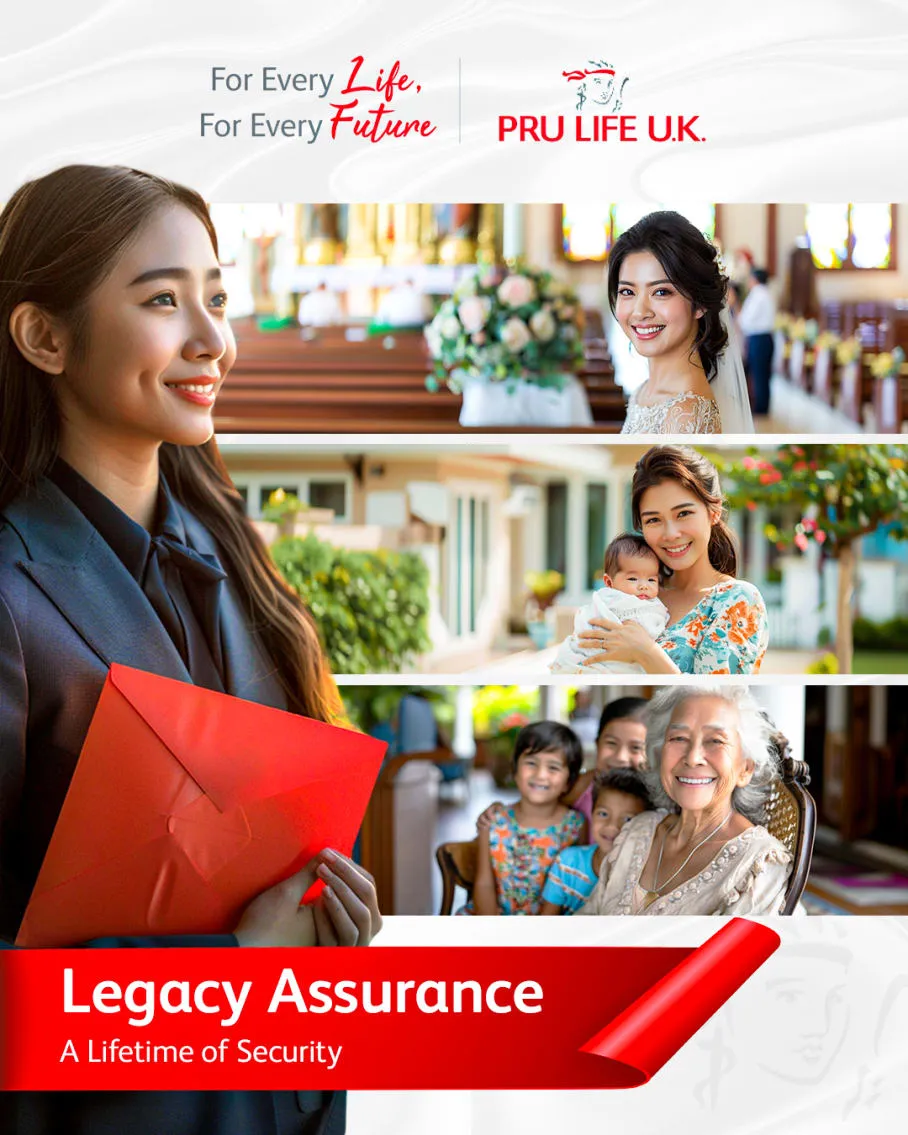 For Every Life,
For Every Future
PRU LIFE U.K.
Legacy Assurance
A Lifetime of Security